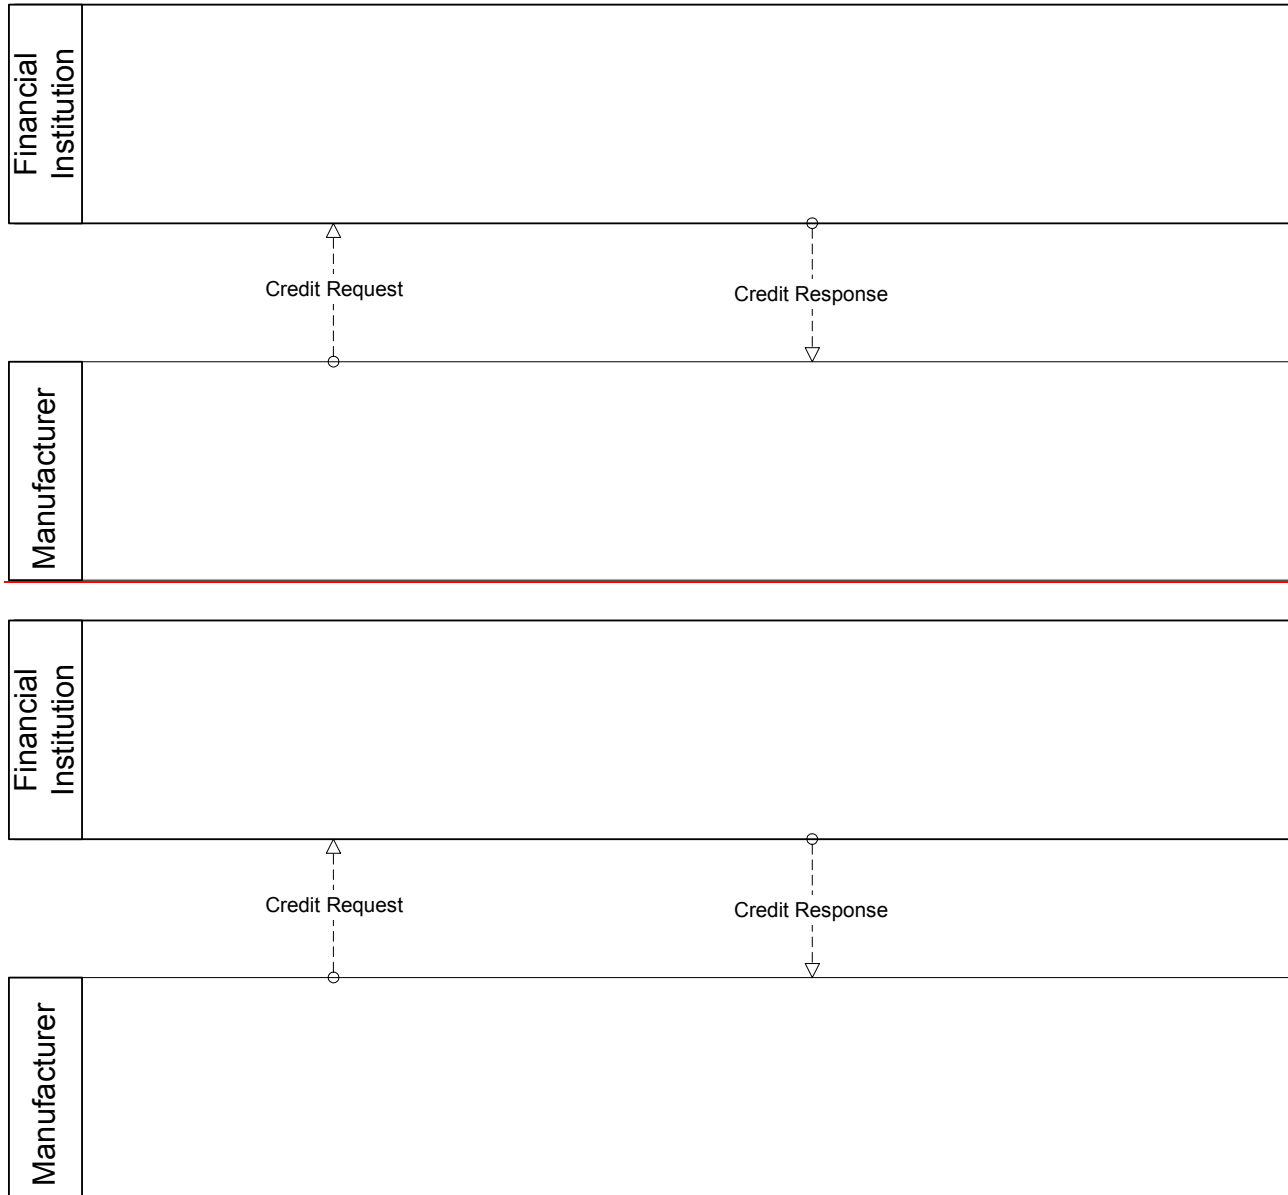 Financial
Institution
Credit Request
Credit Response
Manufacturer
Financial
Institution
Credit Request
Credit Response
Manufacturer